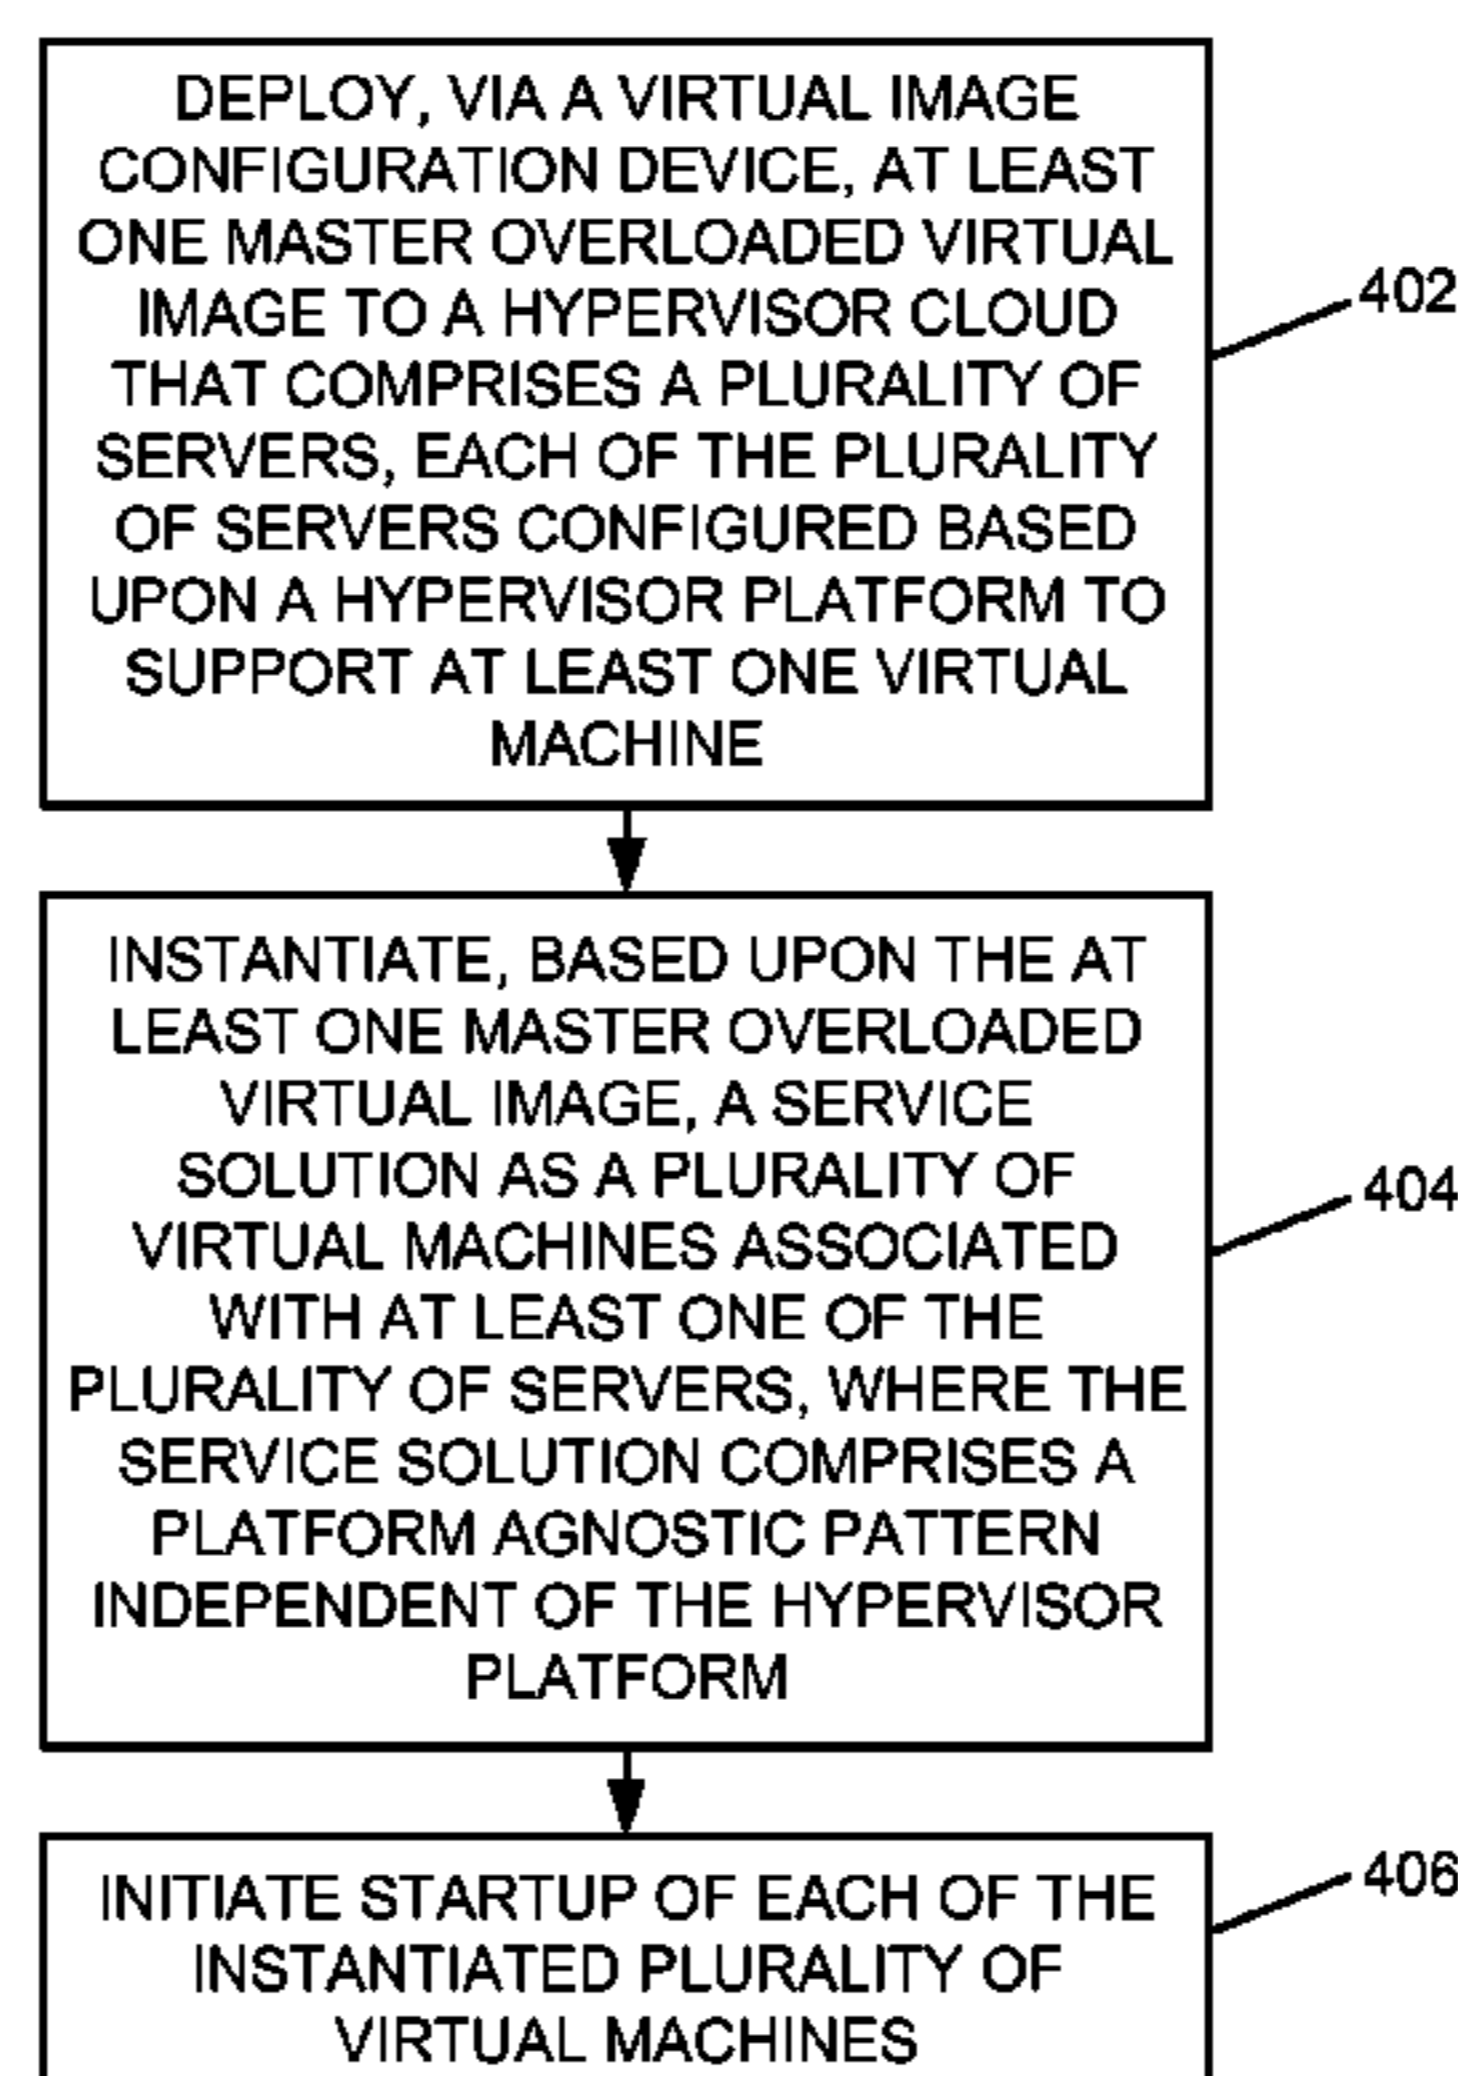 DEPLOY, VIA A VIRTUAL IMAGE
CONFIGURATION DEVICE, AT LEAST
ONE MASTER OVERLOADED VIRTUAL
IMAGE TO A HYPERVISOR CLOUD
THAT COMPRISES A PLURALITY OF
SERVERS, EACH OF THE PLURALITY
OF SERVERS CONFIGURED BASED
UPON A HYPERVISOR PLATFORM TO
SUPPORT AT LEAST ONE VIRTUAL
MACHINE
402
INSTANTIATE, BASED UPON THE AT
LEAST ONE MASTER OVERLOADED
VIRTUAL IMAGE, A SERVICE
SOLUTION AS A PLURALITY OF
VIRTUAL MACHINES ASSOCIATED
WITH AT LEAST ONE OF THE
PLURALITY OF SERVERS, WHERE THE
SERVICE SOLUTION COMPRISES A
PLATFORM AGNOSTIC PATTERN
INDEPENDENT OF THE HYPERVISOR
PLATFORM
404
INITIATE STARTUP OF EACH OF THE
INSTANTIATED PLURALITY OF
VIRTUAL MACHINES
406